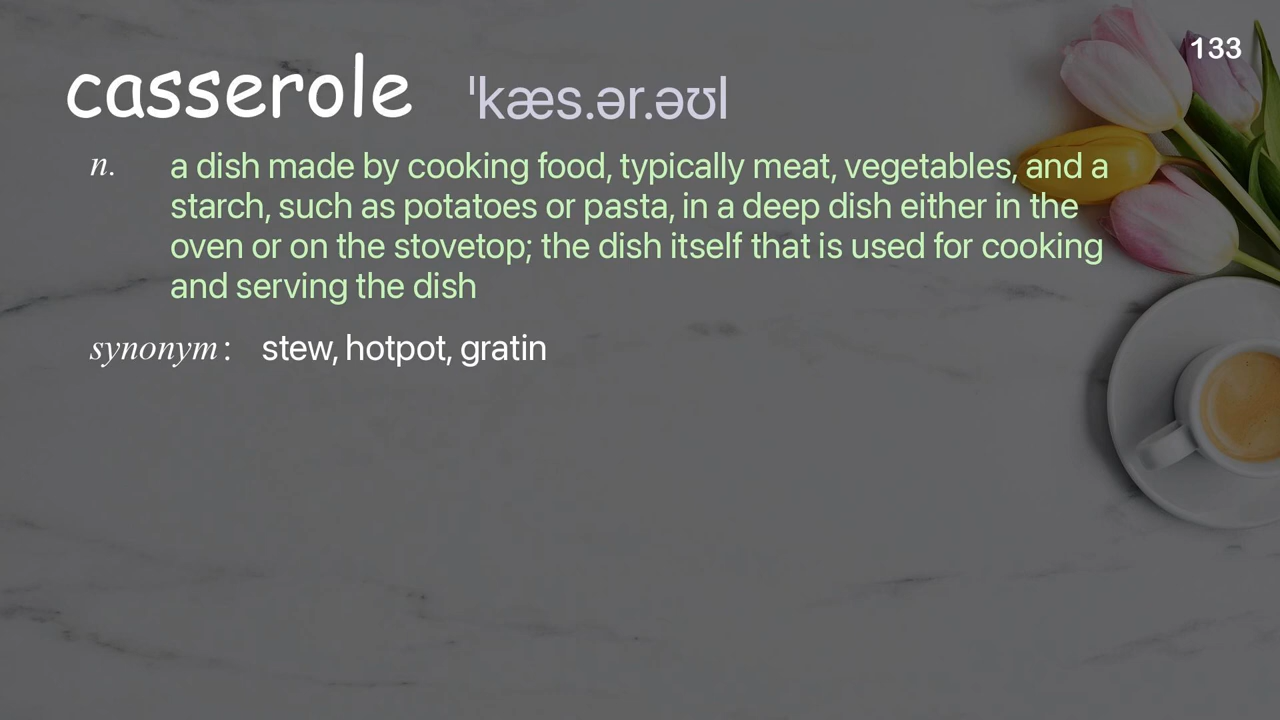 133
casserole ˈkæs.ər.əʊl
n. a dish made by cooking food, typically meat, vegetables, and a
starch, such as potatoes or pasta, in a deep dish either in the
oven or on the stovetop; the dish itself that is used for cooking
and serving the dish
synonym: stew, hotpot, gratin